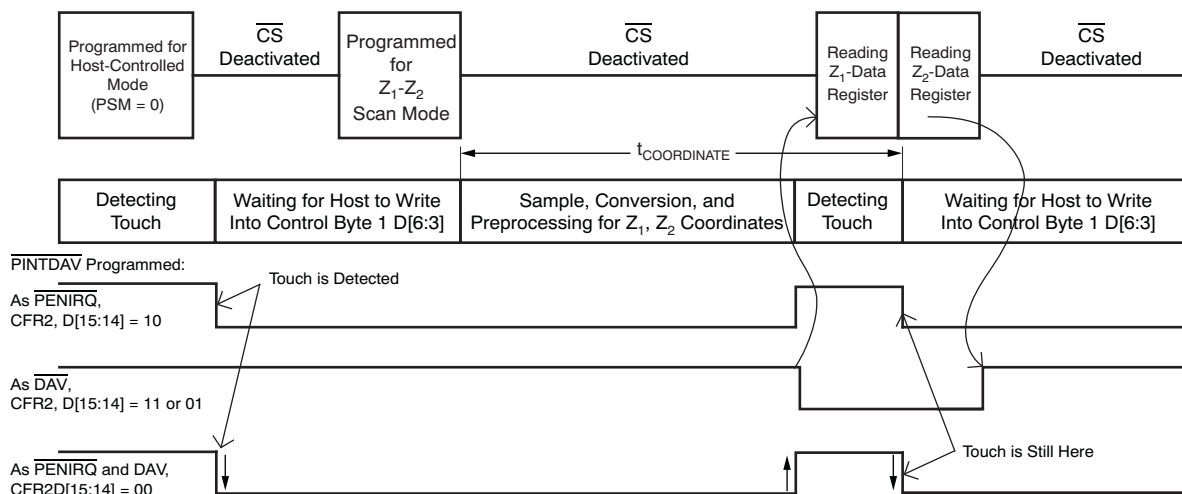 Programmed for
Host-Controlled
Mode
(PSM = 0)
CS
Deactivated
Programmed
for
Z1-Z2
Scan Mode
CS
Deactivated
Reading
Z1-Data
Register
Reading
Z2-Data
Register
CS
Deactivated
tCOORDINATE
Detecting
Touch
Waiting for Host to Write
Into Control Byte 1 D[6:3]
Sample, Conversion, and
Preprocessing for Z1, Z2 Coordinates
Detecting
Touch
Waiting for Host to Write
Into Control Byte 1 D[6:3]
PINTDAV Programmed:
Touch is Detected
As PENIRQ,
CFR2, D[15:14] = 10
As DAV,
CFR2, D[15:14] = 11 or 01
Touch is Still Here
As PENIRQ and DAV,
CFR2D[15:14] = 00